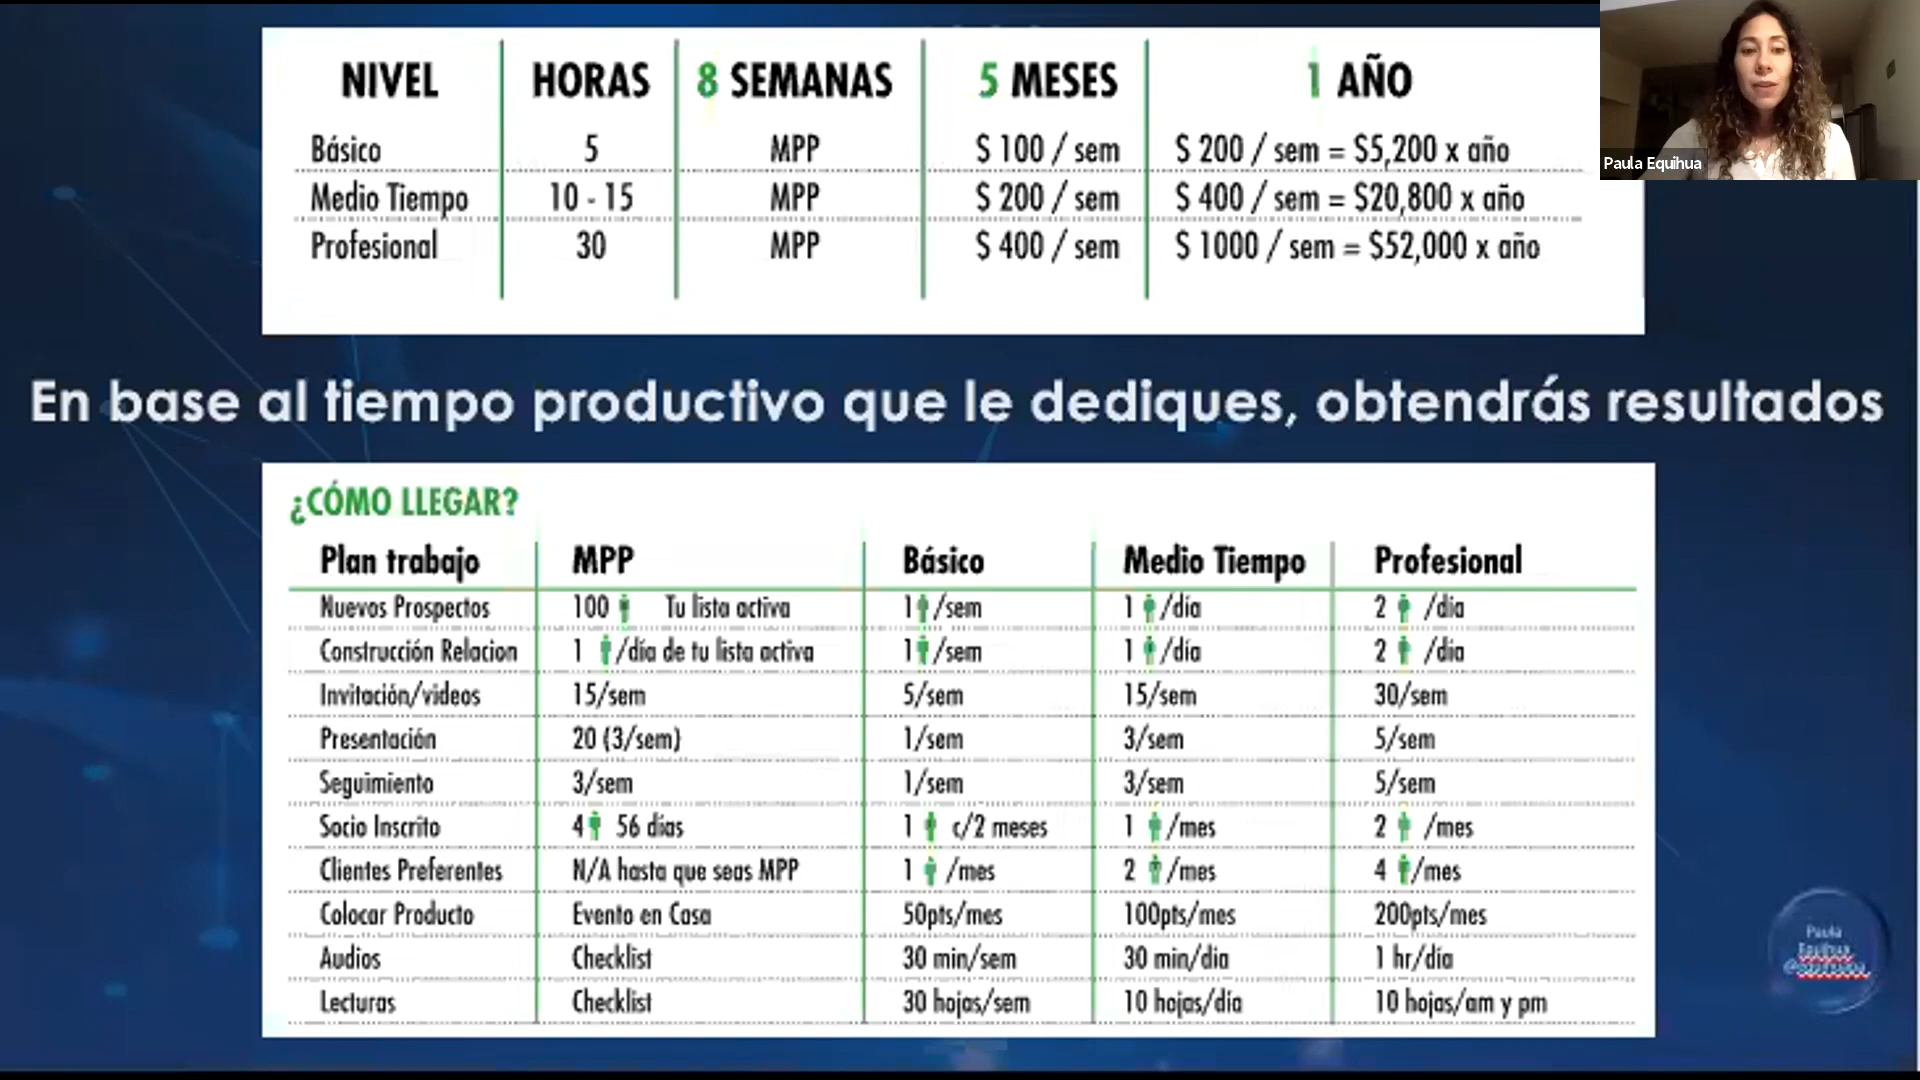 NIVEL HORAS 8 SEMANAS 5 MESES 1 AÑO
Básico 5 MPP $ 100 / sem $ 200 / sem = $5,200 x año
Medio Tiempo 10 - 15 MPP $ 200 / sem $ 400 / sem = $20,800 x año
Profesional 30 MPP $ 400 / sem $ 1000 / sem = $52,000 x año
Paula Equihua
En base al tiempo productivo que le dediques, obtendrás resultados
¿CÓMO LLEGAR?
Plan trabajo MPP Básico Medio Tiempo Profesional
Nuevos Prospectos 100 Tu lista activa 1 /sem 1 /día 2 /día
Construcción Relacion 1 /día de tu lista activa 1 /sem 1 /día 2 /día
Invitación/videos 15/sem 5/sem 15/sem 30/sem
Presentación 20 (3/sem) 1/sem 3/sem 5/sem
Seguimiento 3/sem 1/sem 3/sem 5/sem
Socio Inscrito 4 56 días 1 c/2 meses 1 /mes 2 /mes
Clientes Preferentes N/A hasta que seas MPP 1 /mes 2 /mes 4 /mes
Colocar Producto Evento en Casa 50pts/mes 100pts/mes 200pts/mes
Audios Checklist 30 min/sem 30 min/dia 1 hr/dia
Lecturas Checklist 30 hojas/sem 10 hojas/día 10 hojas/am y pm
Paula
Equihua